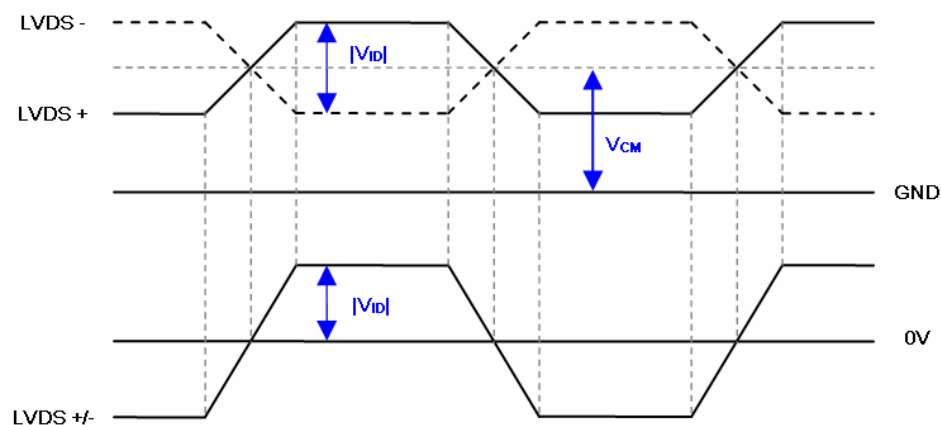 LVDS -
|VID|
LVDS +
VCM
GND
|VID|
0V
LVDS +/-